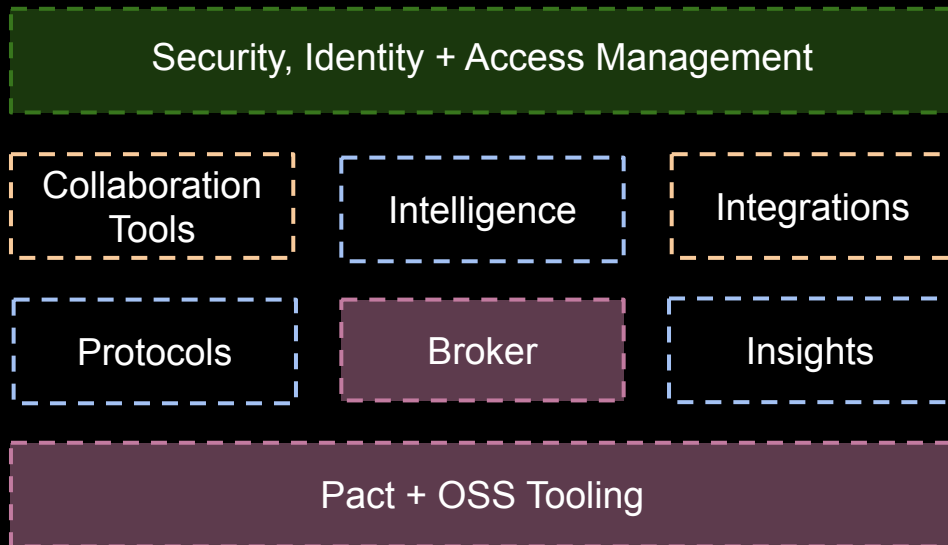 Security, Identity + Access Management
Collaboration
Tools
Intelligence
Integrations
Protocols
Broker
Insights
Pact + OSS Tooling